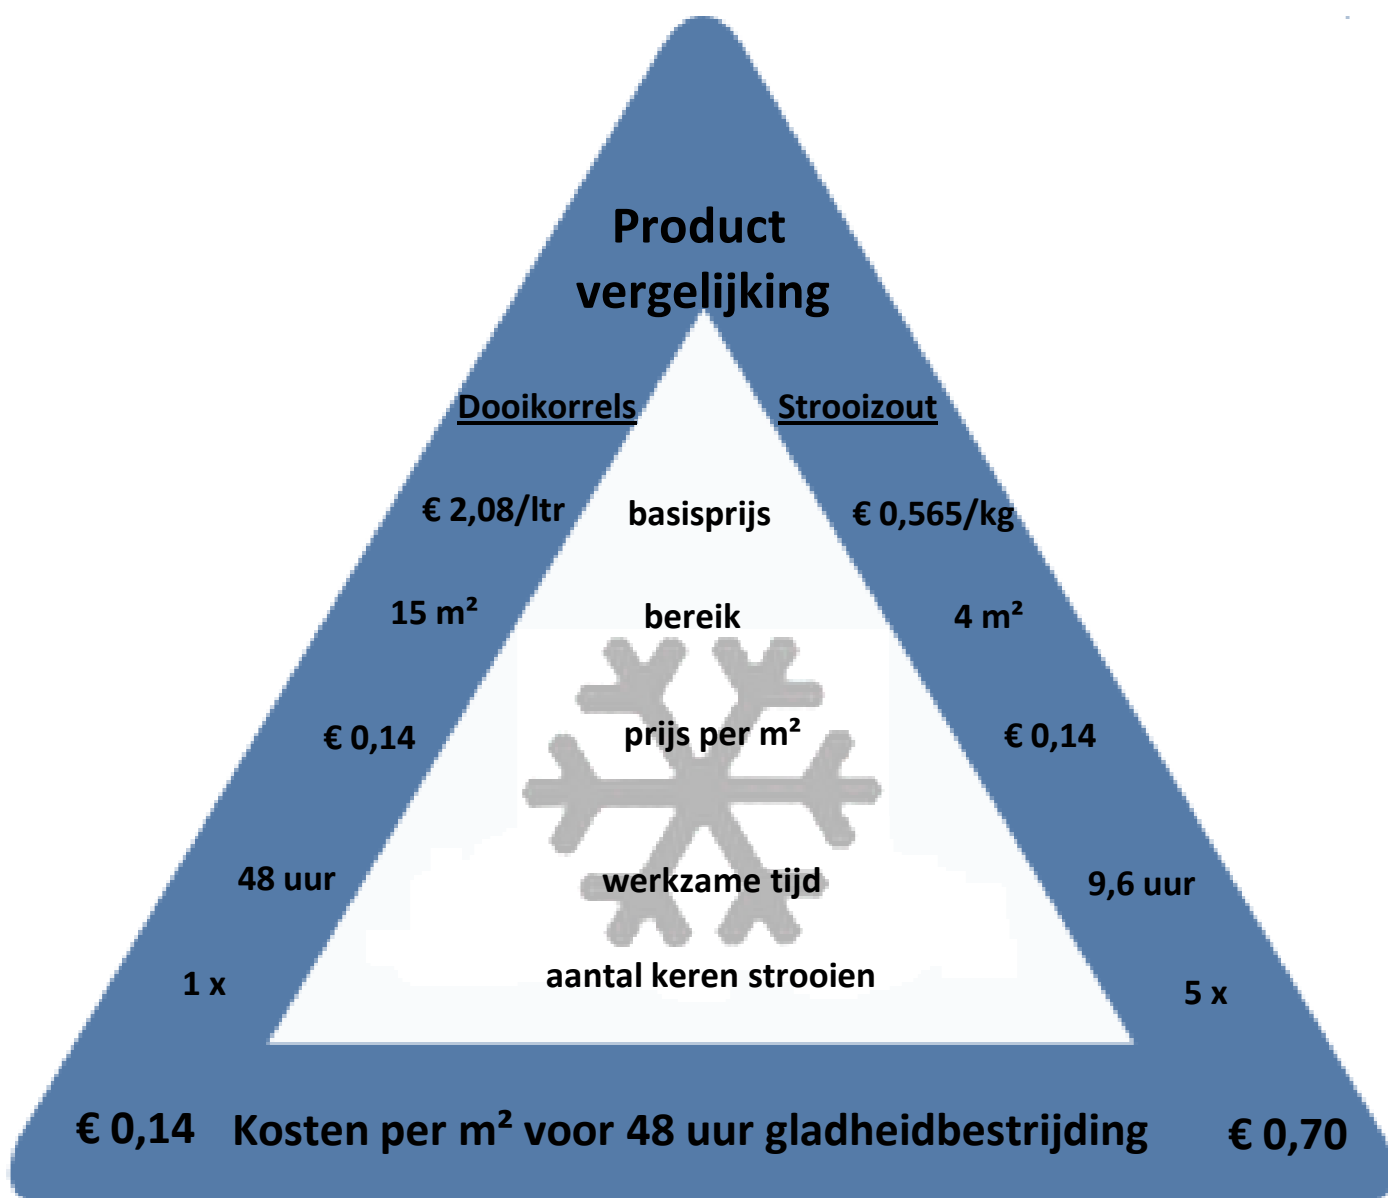 Product
vergelijking
Dooikorrels Strooizout
€ 2,08/ltr basisprijs € 0,565/kg
15 m² bereik 4 m²
€ 0,14 prijs per m² € 0,14
48 uur werkzame tijd 9,6 uur
1 x aantal keren strooien 5 x
€ 0,14 Kosten per m² voor 48 uur gladheidbestrijding € 0,70